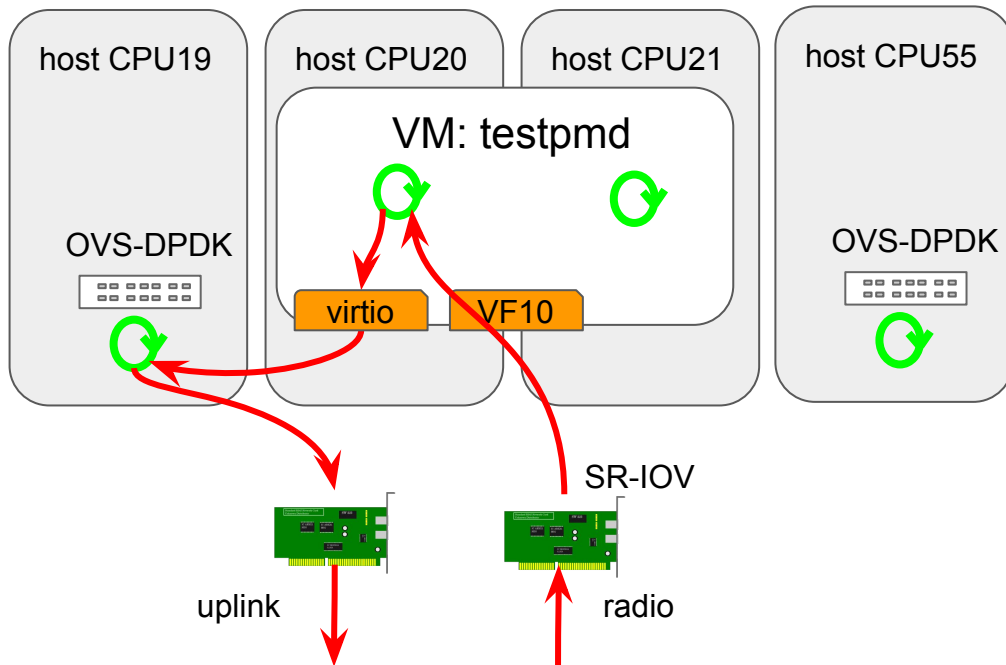 host CPU19
host CPU20
host CPU21
host CPU55
VM: testpmd
OVS-DPDK
OVS-DPDK
virtio
VF10
SR-IOV
uplink
radio